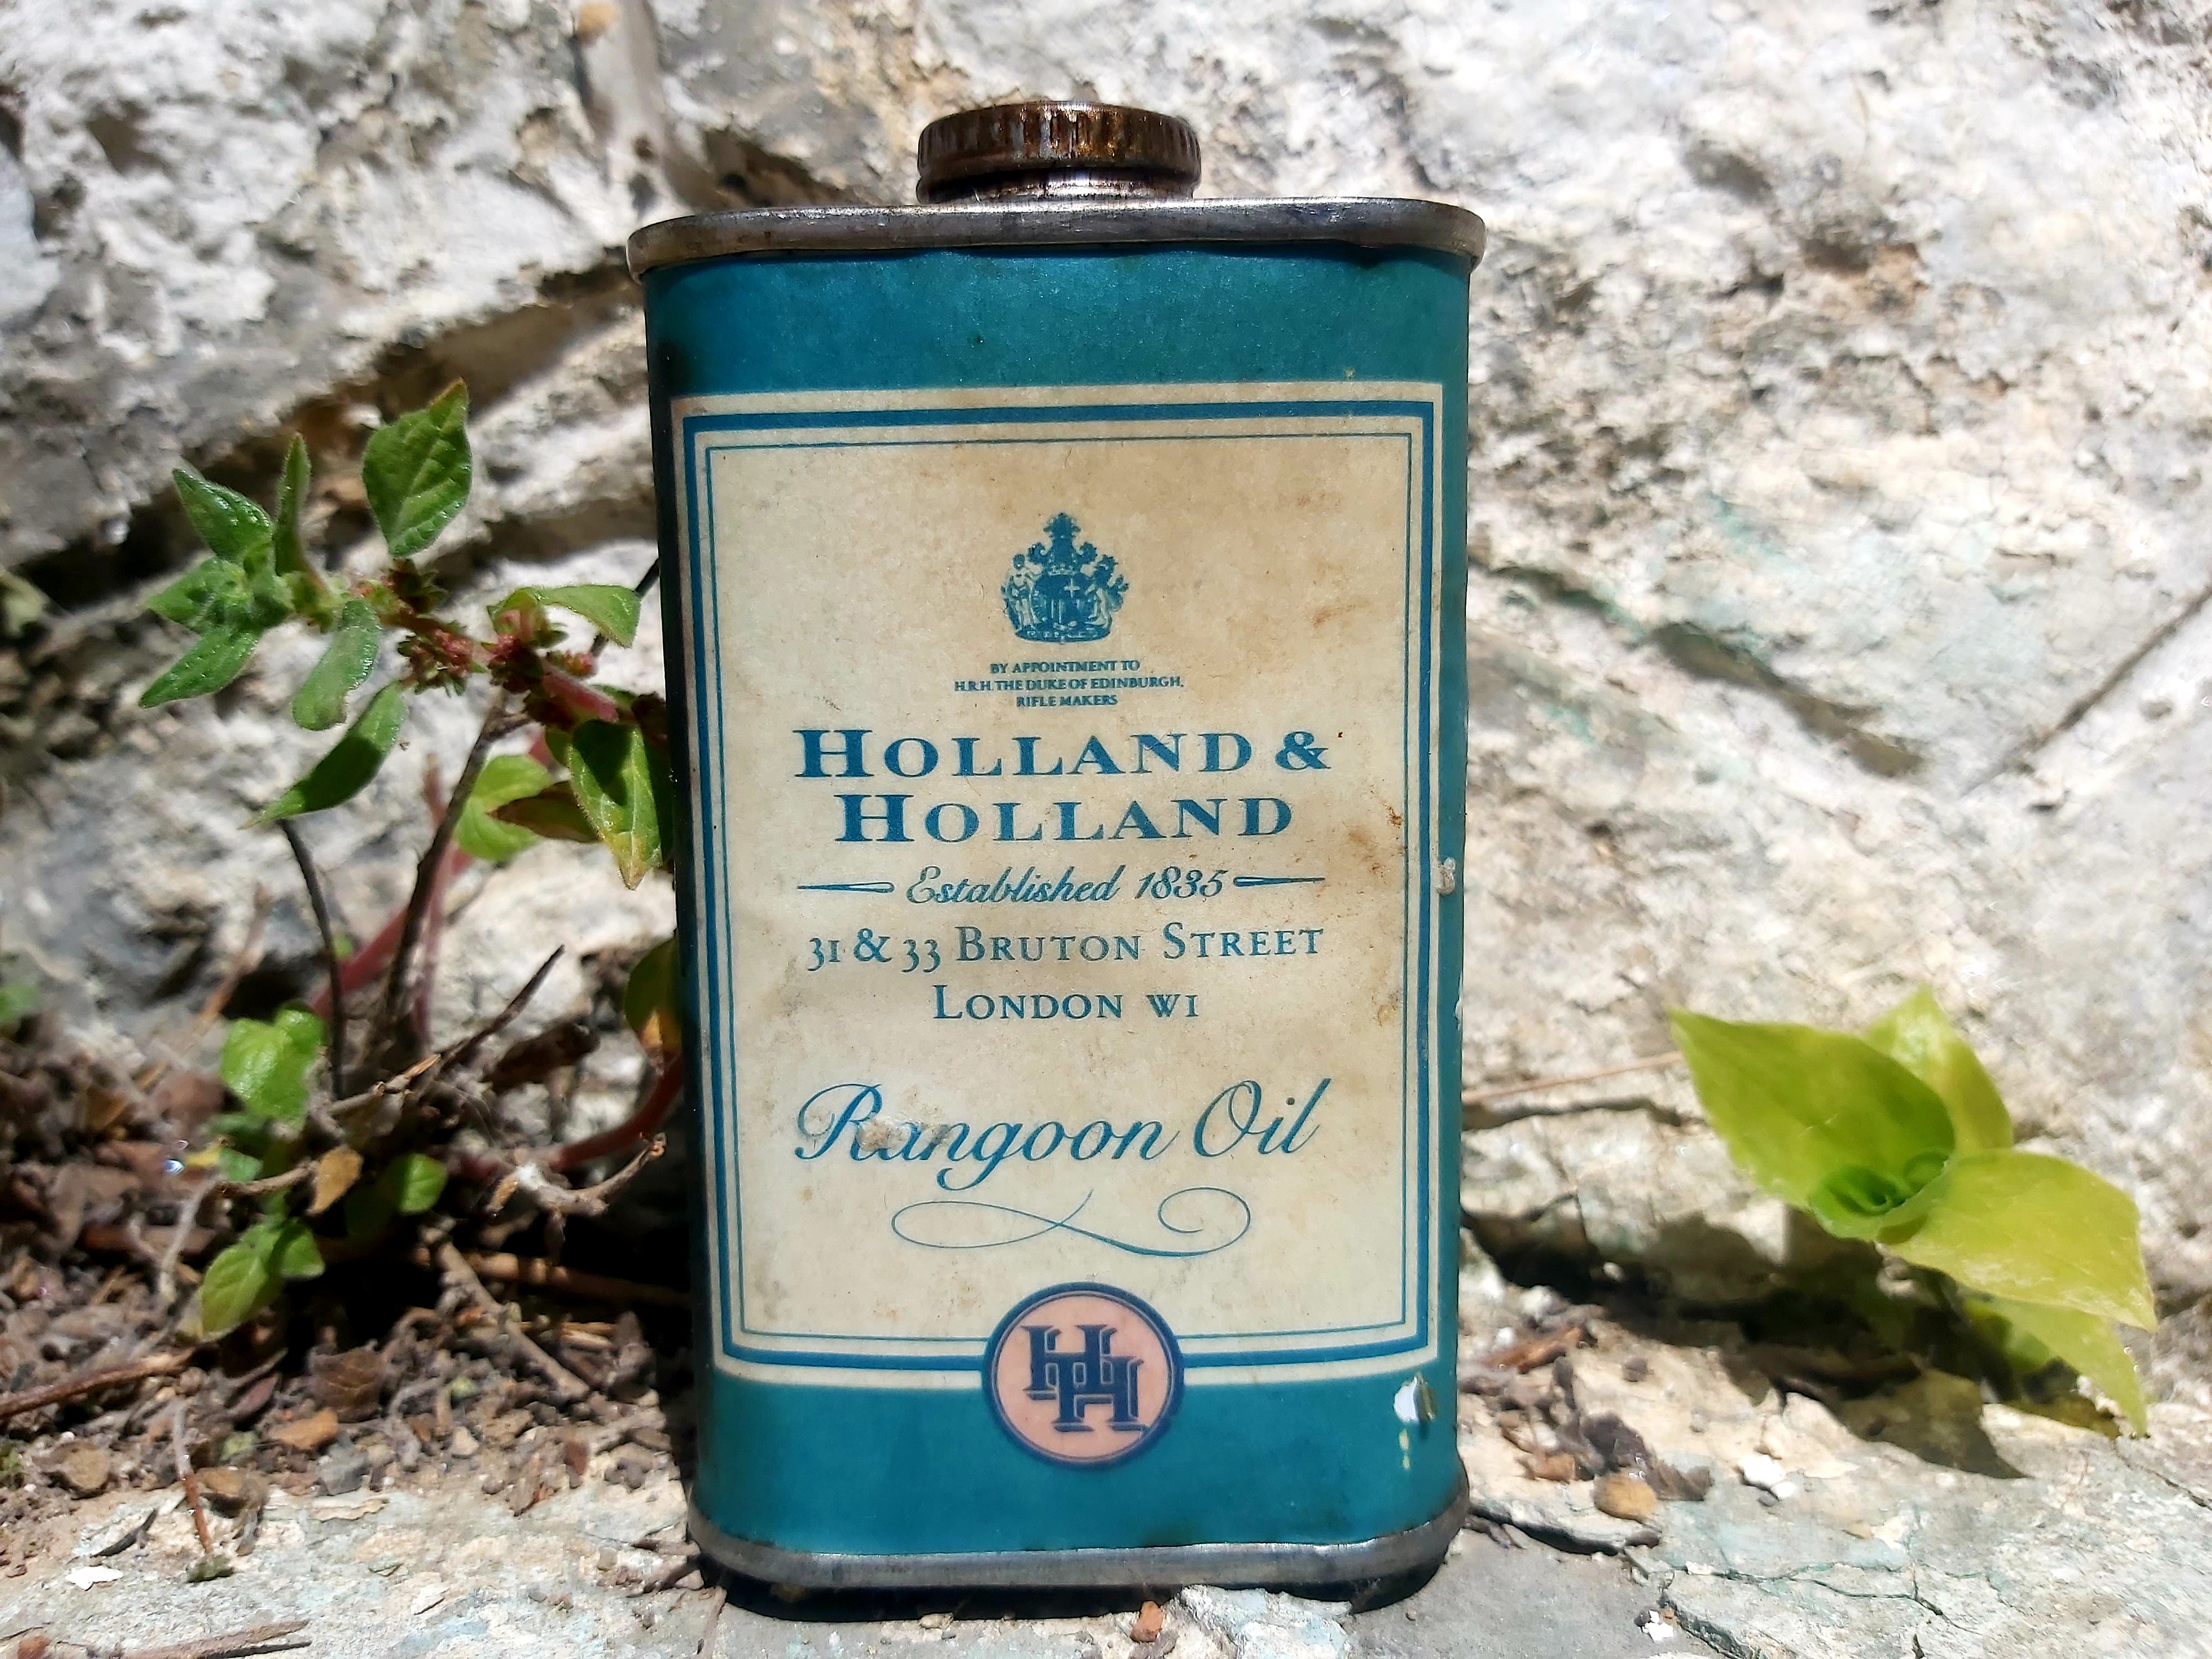 BY APPOINTMENT TO
H.R.H. THE DUKE OF EDINBURGH,
RIFLE MAKERS
HOLLAND &
HOLLAND
Established 1835
31 & 33 BRUTON STREET
LONDON W1
Rangoon Oil
HH